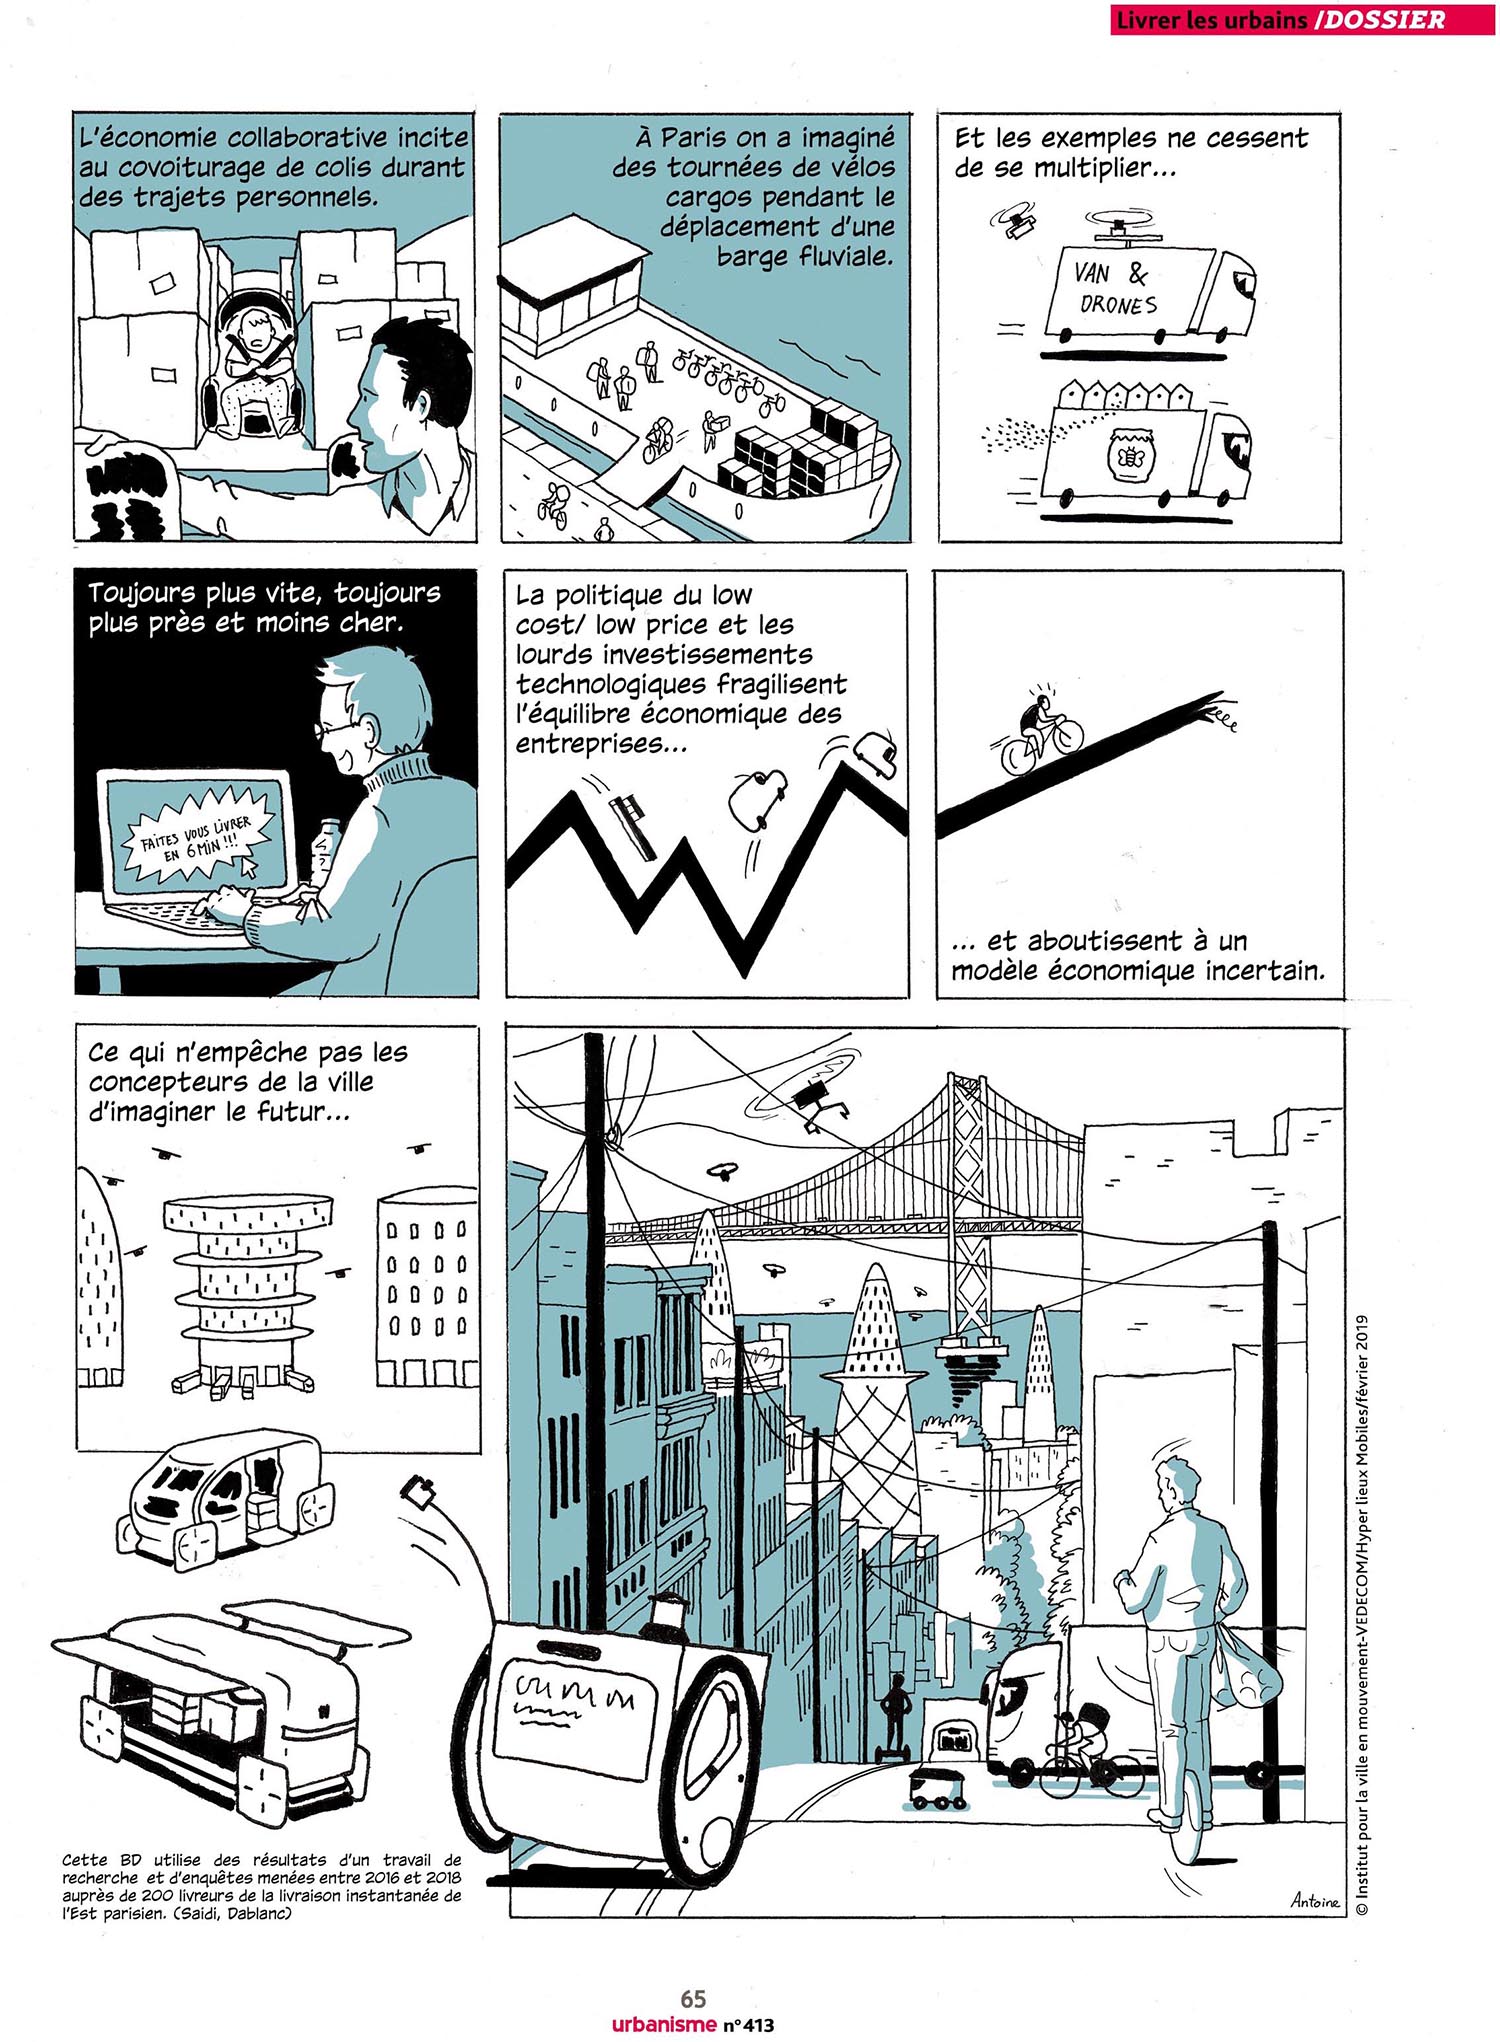 Livrer les urbains /DOSSIER
L'économie collaborative incite
au covoiturage de colis durant
des trajets personnels.
À Paris on a imaginé
des tournées de vélos
cargos pendant le
déplacement d'une
barge fluviale.
Et les exemples ne cessent
de se multiplier...
VAN &
DRONES
Toujours plus vite, toujours
plus près et moins cher.
FAITES VOUS LIVRER
EN 6 MIN !!!
La politique du low
cost/ low price et les
lourds investissements
technologiques fragilisent
l'équilibre économique des
entreprises...
... et aboutissent à un
modèle économique incertain.
Ce qui n'empêche pas les
concepteurs de la ville
d'imaginer le futur...
Cette BD utilise des résultats d'un travail de
recherche et d'enquêtes menées entre 2016 et 2018
auprès de 200 livreurs de la livraison instantanée de
l'Est parisien. (Saidi, Dablanc)
Antoine
© Institut pour la ville en mouvement-VEDECOM/Hyper lieux Mobiles/février 2019
65
urbanisme n°413